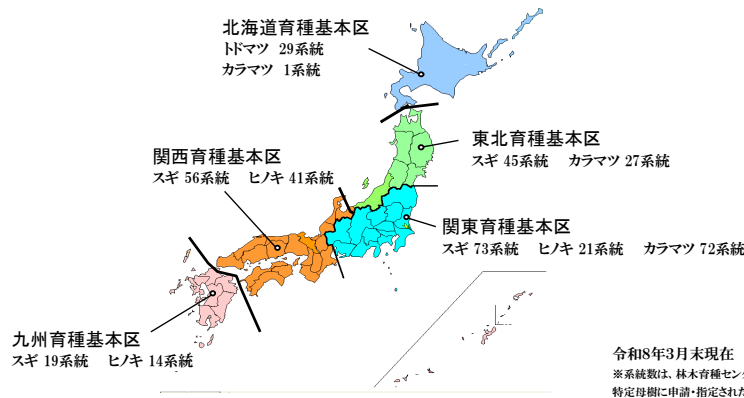 北海道育種基本区
トドマツ 29系統
カラマツ 1系統
東北育種基本区
スギ 45系統 カラマツ 27系統
関西育種基本区
スギ 56系統 ヒノキ 41系統
関東育種基本区
スギ 73系統 ヒノキ 21系統 カラマツ 72系統
九州育種基本区
スギ 19系統 ヒノキ 14系統
令和8年3月末現在
※系統数は、林木育種セン
特定母樹に申請・指定された